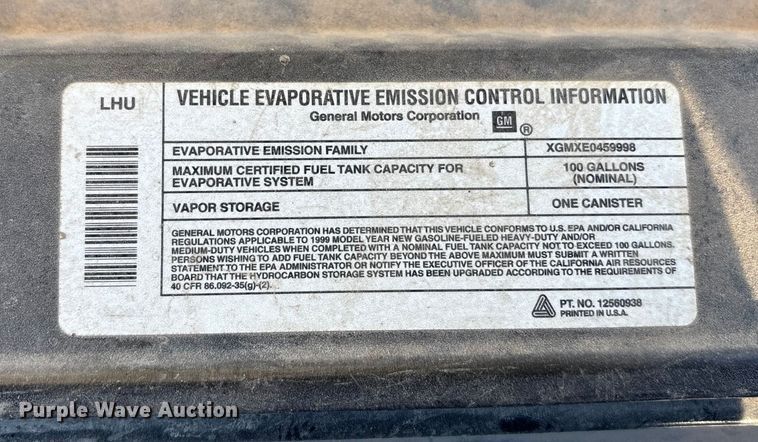 LHU
VEHICLE EVAPORATIVE EMISSION CONTROL INFORMATION
General Motors Corporation GM ®
EVAPORATIVE EMISSION FAMILY XGMXE0459998
MAXIMUM CERTIFIED FUEL TANK CAPACITY FOR
EVAPORATIVE SYSTEM
100 GALLONS
(NOMINAL)
VAPOR STORAGE ONE CANISTER
GENERAL MOTORS CORPORATION HAS DETERMINED THAT THIS VEHICLE CONFORMS TO U.S. EPA AND/OR CALIFORNIA
REGULATIONS APPLICABLE TO 1999 MODEL YEAR NEW GASOLINE-FUELED HEAVY-DUTY AND/OR
MEDIUM-DUTY VEHICLES WHEN COMPLETED WITH A NOMINAL FUEL TANK CAPACITY NOT TO EXCEED 100 GALLONS.
PERSONS WISHING TO ADD FUEL TANK CAPACITY BEYOND THE ABOVE MAXIMUM MUST SUBMIT A WRITTEN
STATEMENT TO THE EPA ADMINISTRATOR OR NOTIFY THE EXECUTIVE OFFICER OF THE CALIFORNIA AIR RESOURCES
BOARD THAT THE HYDROCARBON STORAGE SYSTEM HAS BEEN UPGRADED ACCORDING TO THE REQUIREMENTS OF
40 CFR 86.092-35(g)-(2).
PT. NO. 12560938
PRINTED IN U.S.A.
Purple Wave Auction